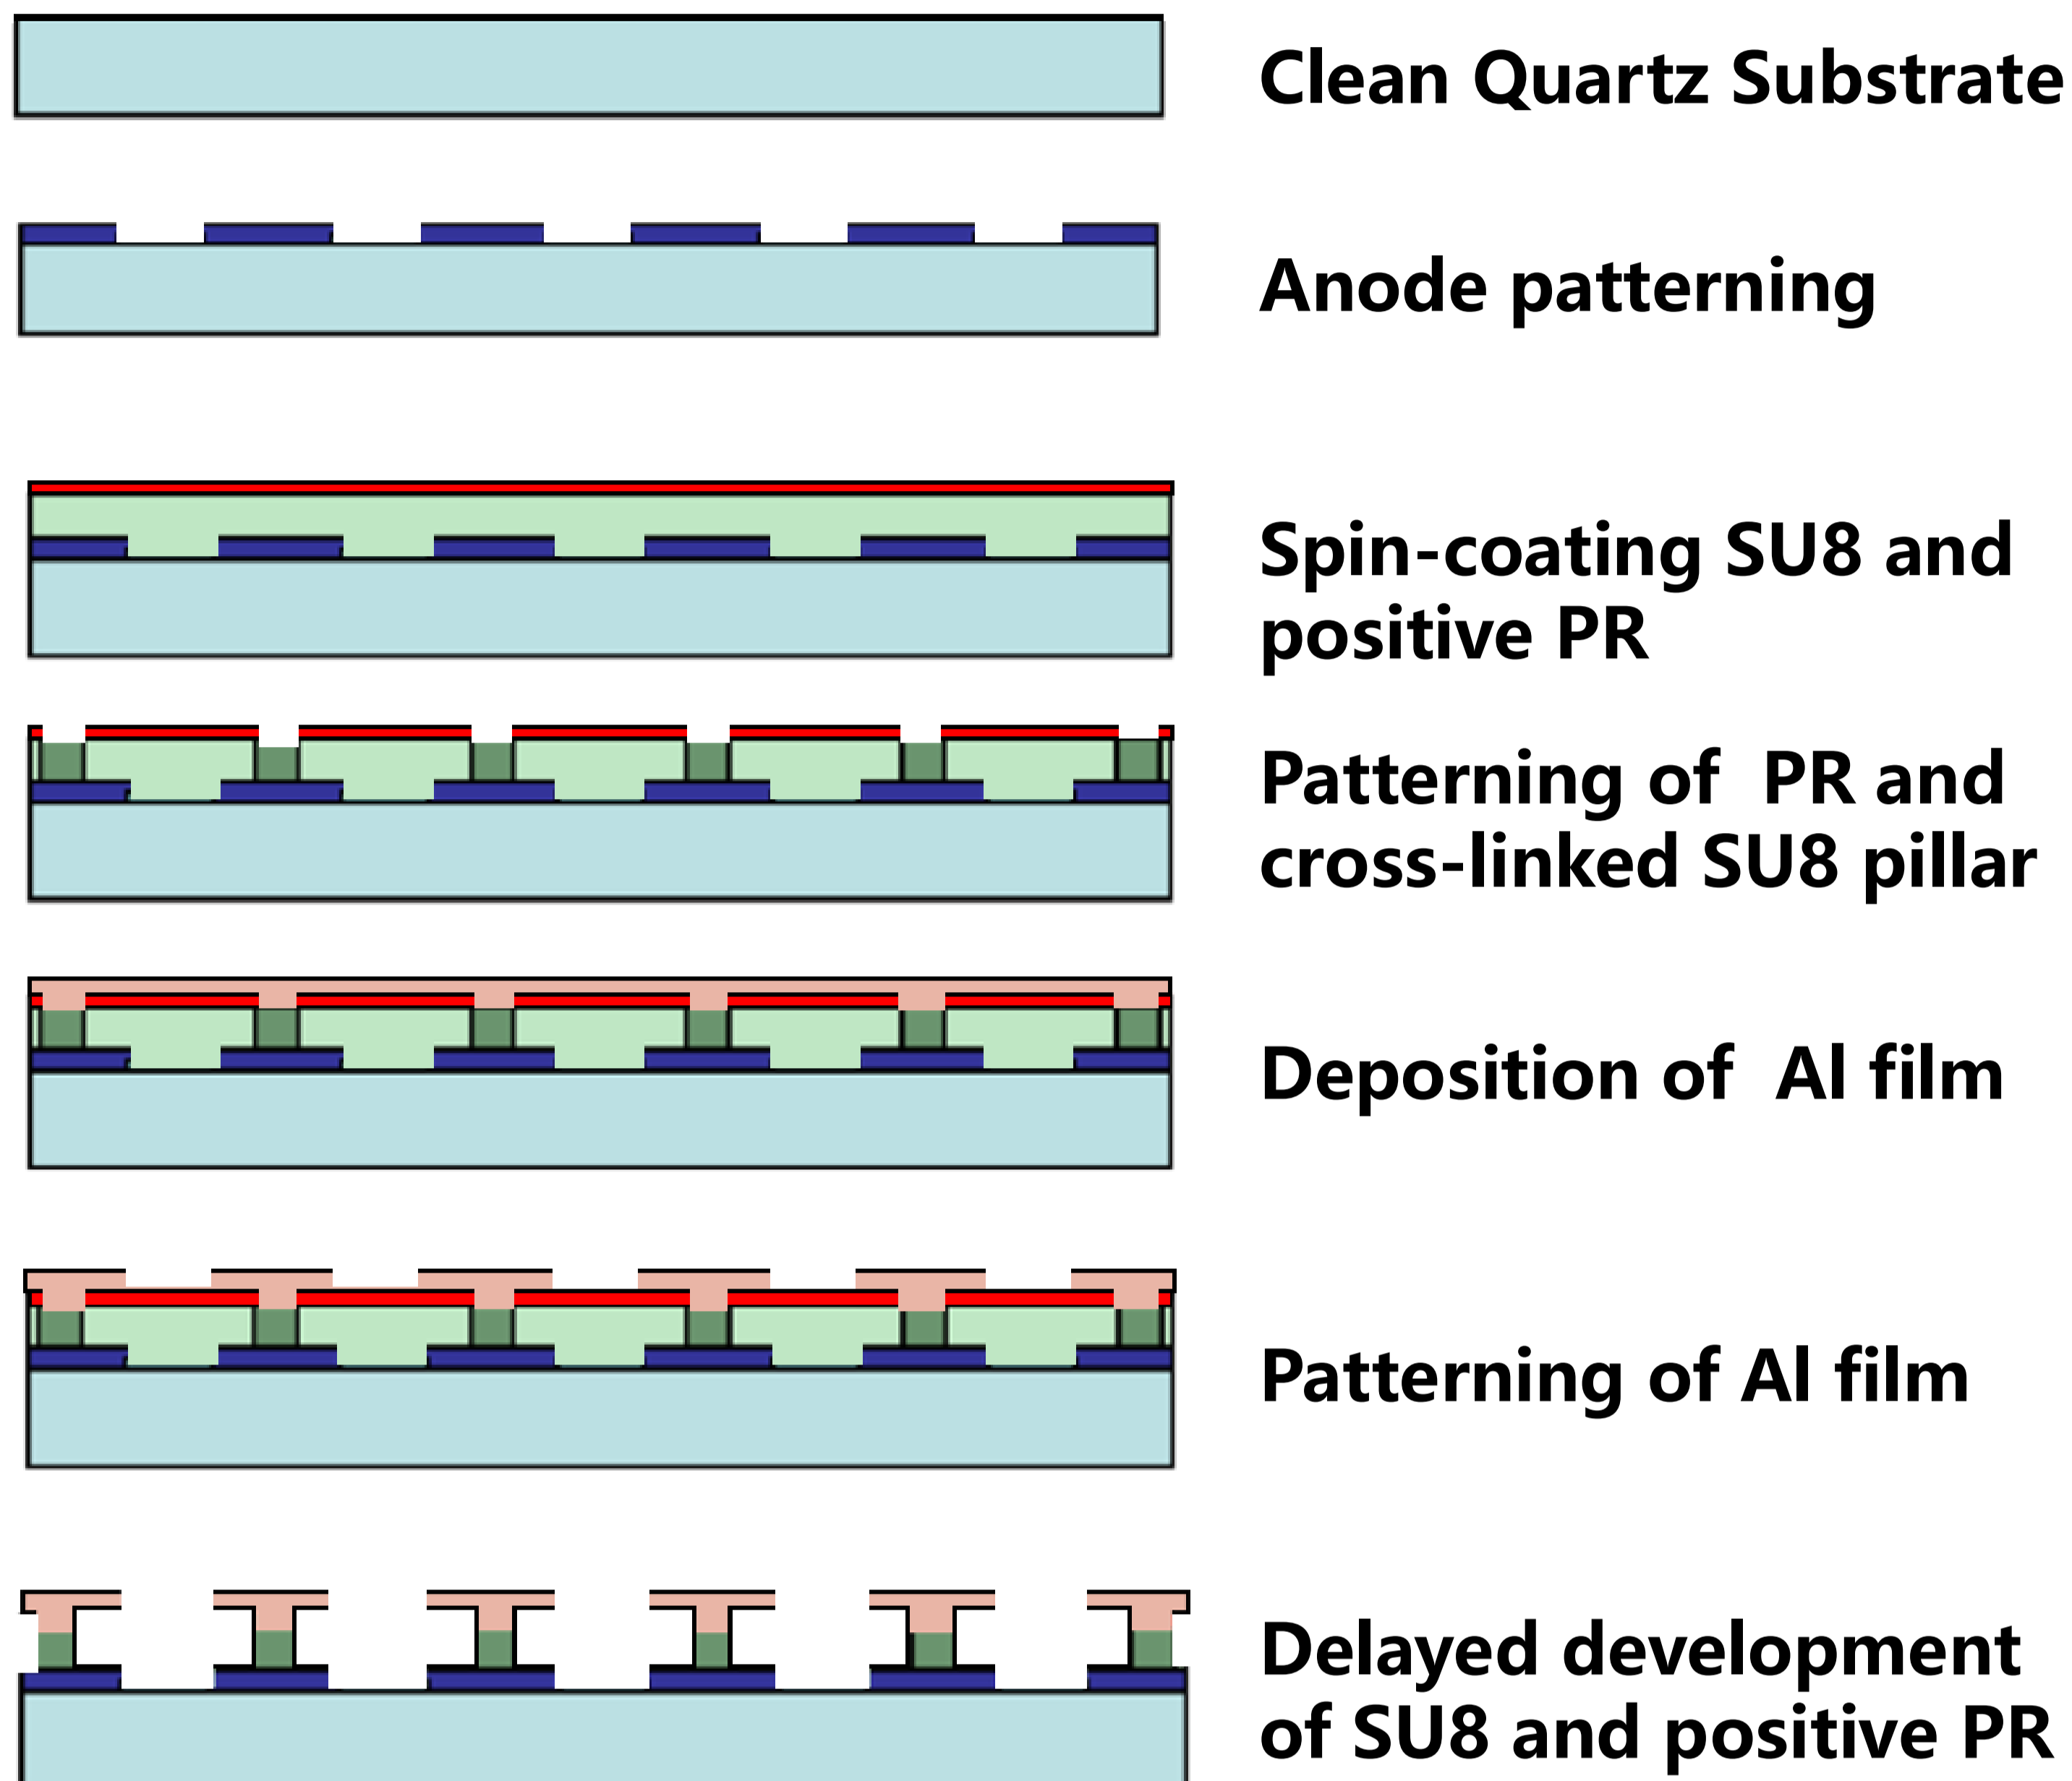 Clean Quartz Substrate
Anode patterning
Spin-coating SU8 and
positive PR
Patterning of  PR and
cross-linked SU8 pillar
Deposition of  Al film
Patterning of Al film
Delayed development
of SU8 and positive PR